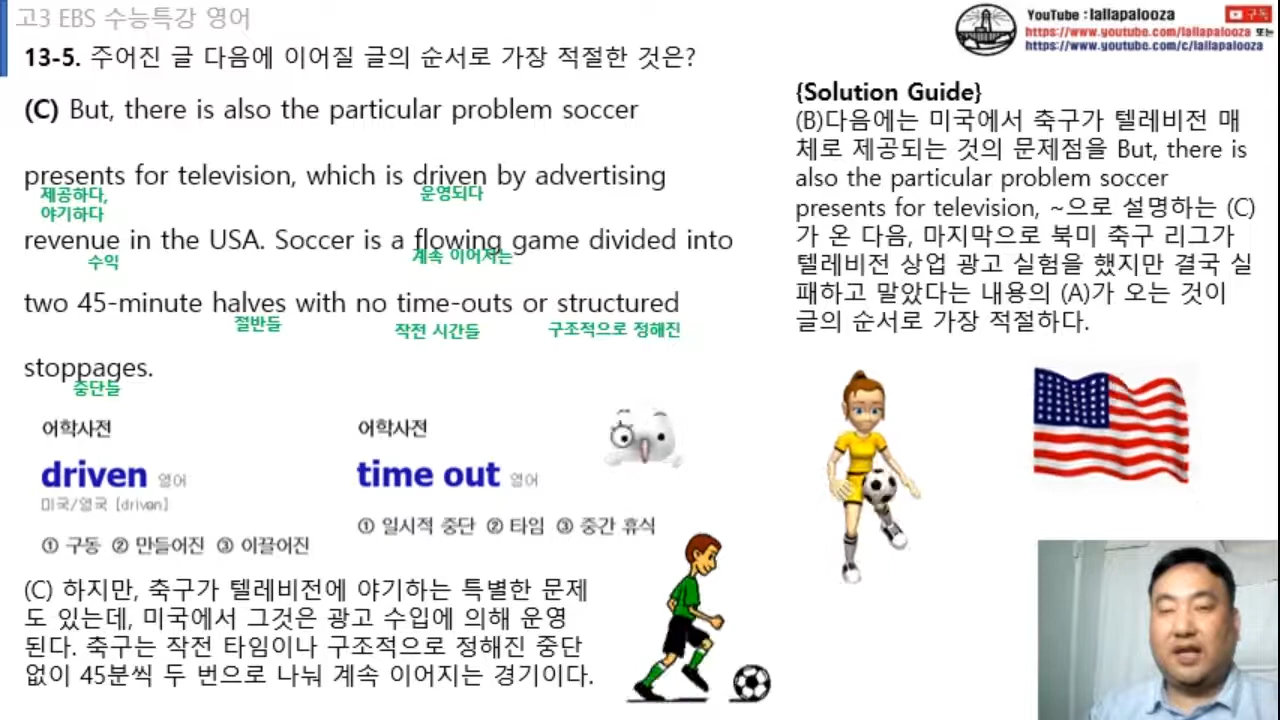 고3 EBS 수능특강 영어
YouTube : lallapalooza
구독
https://www.youtube.com/lallapalooza 또는
https://www.youtube.com/c/lallapalooza
13-5. 주어진 글 다음에 이어질 글의 순서로 가장 적절한 것은?
(C) But, there is also the particular problem soccer
presents for television, which is driven by advertising
제공하다,
야기하다
운영되다
revenue in the USA. Soccer is a flowing game divided into
수익
계속 이어지는
two 45-minute halves with no time-outs or structured
절반들
작전 시간들
구조적으로 정해진
stoppages.
중단들
{Solution Guide}
(B)다음에는 미국에서 축구가 텔레비전 매
체로 제공되는 것의 문제점을 But, there is
also the particular problem soccer
presents for television, ~으로 설명하는 (C)
가 온 다음, 마지막으로 북미 축구 리그가
텔레비전 상업 광고 실험을 했지만 결국 실
패하고 말았다는 내용의 (A)가 오는 것이
글의 순서로 가장 적절하다.
어학사전
driven 영어
미국/영국 [drivən]
① 구동 ② 만들어진 ③ 이끌어진
어학사전
time out 영어
① 일시적 중단 ② 타임 ③ 중간 휴식
(C) 하지만, 축구가 텔레비전에 야기하는 특별한 문제
도 있는데, 미국에서 그것은 광고 수입에 의해 운영
된다. 축구는 작전 타임이나 구조적으로 정해진 중단
없이 45분씩 두 번으로 나눠 계속 이어지는 경기이다.